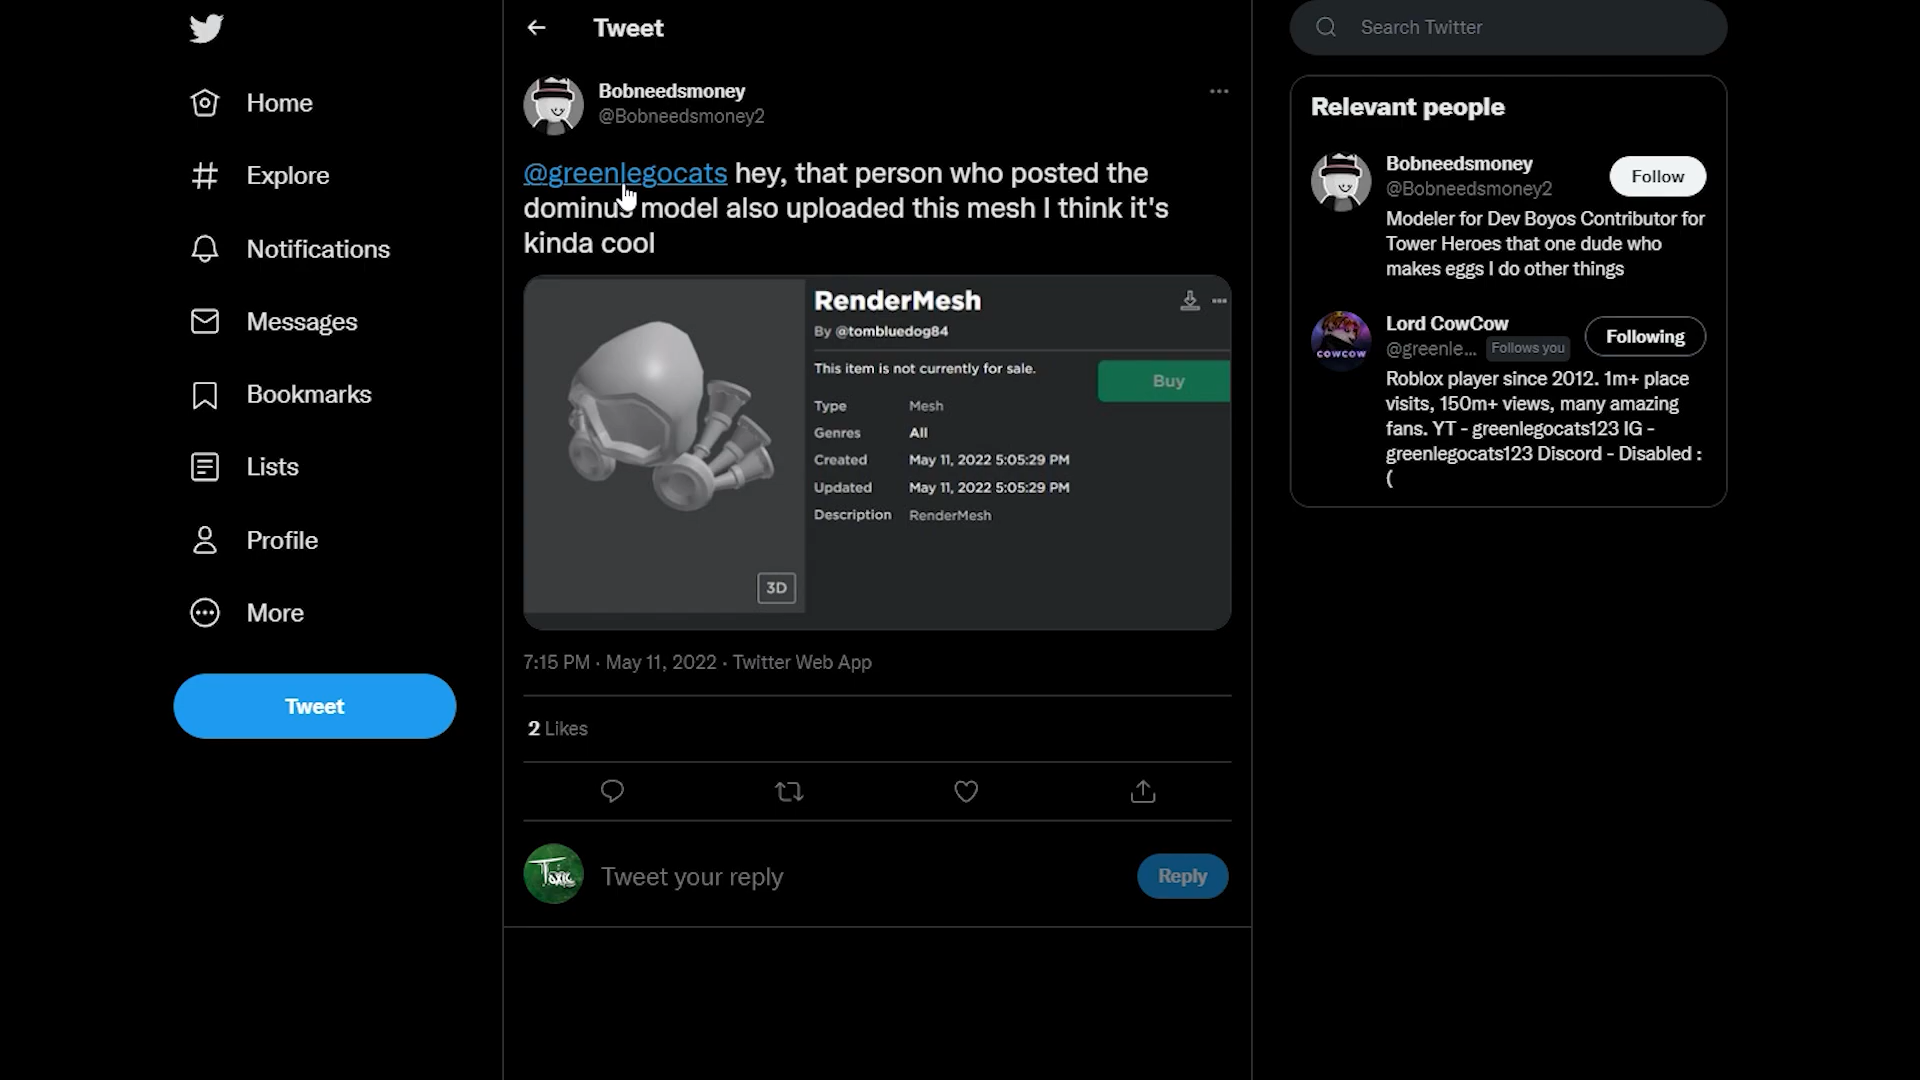 Home
Explore
Notifications
Messages
Bookmarks
Lists
Profile
More
Tweet
Tweet
Bobneedsmoney
@Bobneedsmoney2
@greenlegocats hey, that person who posted the
dominus model also uploaded this mesh I think it's
kinda cool
RenderMesh
By @tombluedog84
This item is not currently for sale.
Buy
Type Mesh
Genres All
Created May 11, 2022 5:05:29 PM
Updated May 11, 2022 5:05:29 PM
Description RenderMesh
3D
7:15 PM · May 11, 2022 · Twitter Web App
2 Likes
Toxic
Tweet your reply
Reply
Search Twitter
Relevant people
Bobneedsmoney
@Bobneedsmoney2
Follow
Modeler for Dev Boyos Contributor for
Tower Heroes that one dude who
makes eggs I do other things
COWCOW
Lord CowCow
@greenle... Follows you
Following
Roblox player since 2012. 1m+ place
visits, 150m+ views, many amazing
fans. YT - greenlegocats123 IG -
greenlegocats123 Discord - Disabled :
(